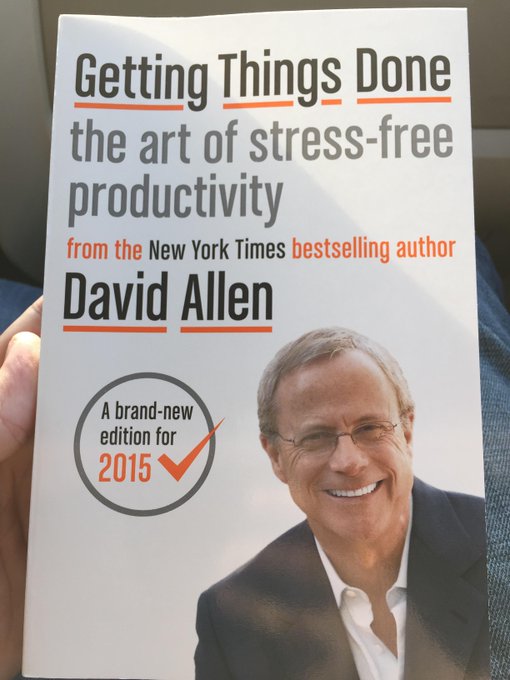 Getting Things Done
the art of stress-free
productivity
from the New York Times bestselling author
David Allen
A brand-new
edition for
2015